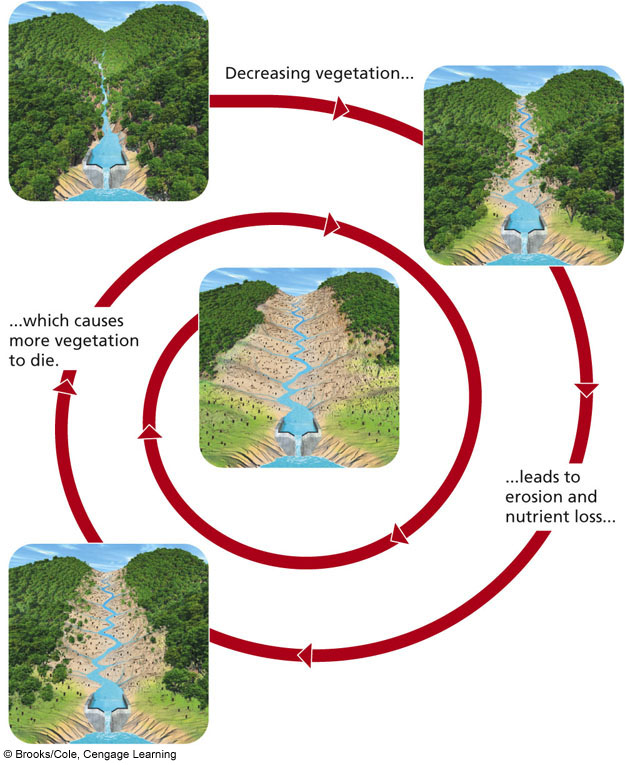 Decreasing vegetation...
...leads to
erosion and
nutrient loss...
...which causes
more vegetation
to die.
© Brooks/Cole, Cengage Learning